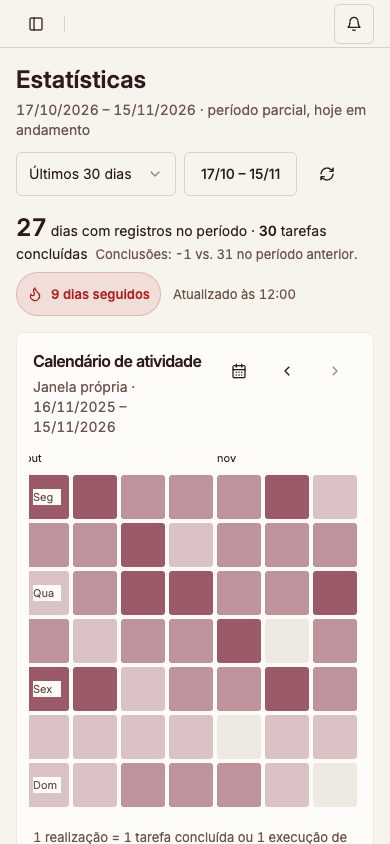 Estatísticas
17/10/2026 – 15/11/2026 · período parcial, hoje em
andamento
Últimos 30 dias
17/10 – 15/11
27 dias com registros no período · 30 tarefas
concluídas Conclusões: -1 vs. 31 no período anterior.
9 dias seguidos
Atualizado às 12:00
Calendário de atividade
Janela própria ·
16/11/2025 –
15/11/2026
nov
Seg
Qua
Sex
Dom
1 realização = 1 tarefa concluída ou 1 execução de